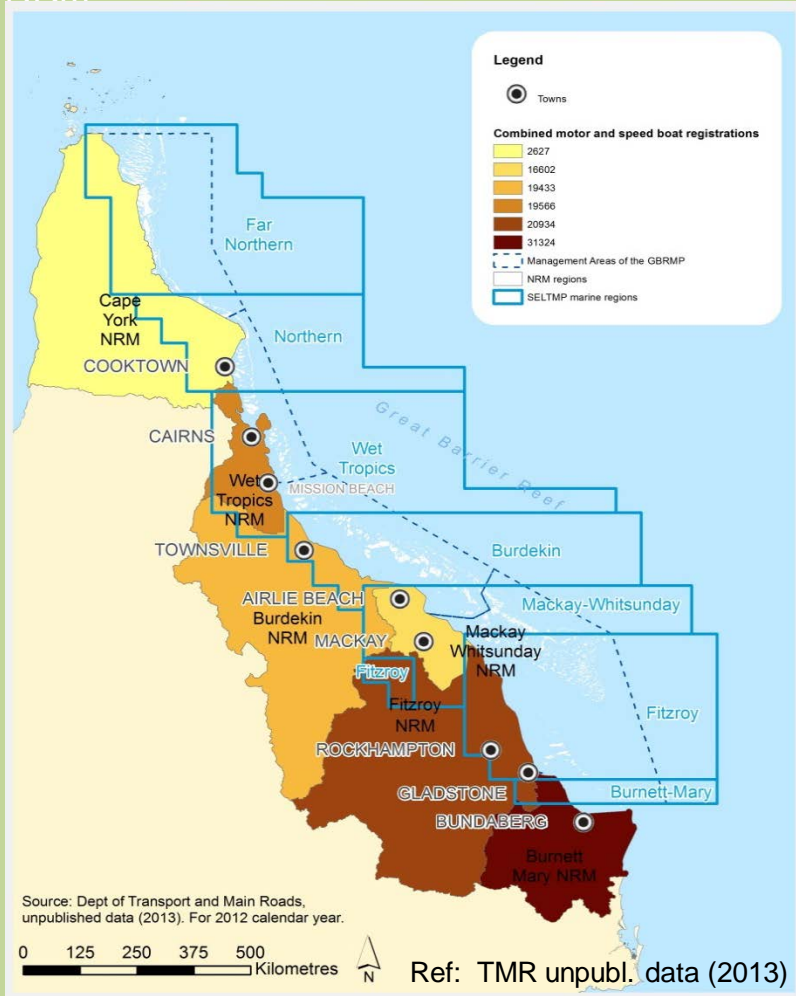 Legend
Towns
Combined motor and speed boat registrations
2627
16602
19433
19566
20934
31324
Management Areas of the GBRMP
NRM regions
SELTMP marine regions
Far
Northern
Cape
York
NRM
Northern
COOKTOWN
CAIRNS
Wet
Tropics
Great Barrier Reef
Wet
Tropics
NRM
MISSION BEACH
TOWNSVILLE
Burdekin
AIRLIE BEACH
Mackay-Whitsunday
Burdekin
NRM
MACKAY
Mackay
Whitsunday
NRM
Fitzroy
Fitzroy
NRM
Fitzroy
ROCKHAMPTON
GLADSTONE
Burnett-Mary
BUNDABERG
Burnett
Mary NRM
Source: Dept of Transport and Main Roads,
unpublished data (2013). For 2012 calendar year.
0 125 250 375 500
Kilometres
N
Ref: TMR unpubl. data (2013)